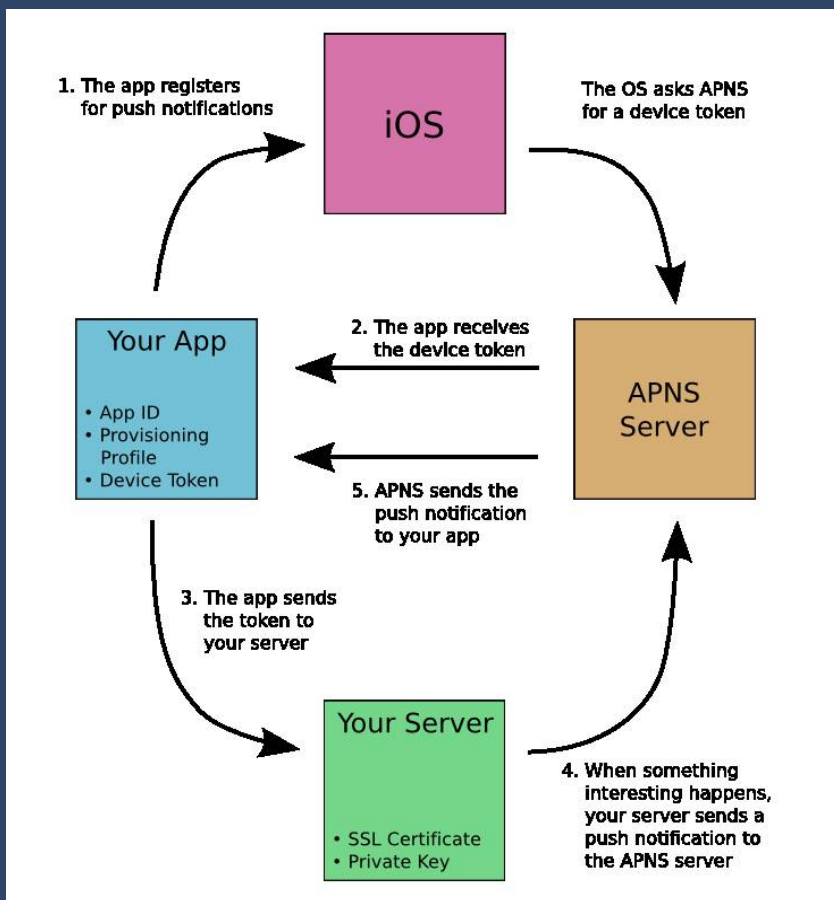 1. The app registers
for push notifications
iOS
The OS asks APNS
for a device token
Your App
• App ID
• Provisioning
Profile
• Device Token
2. The app receives
the device token
APNS
Server
5. APNS sends the
push notification
to your app
3. The app sends
the token to
your server
Your Server
• SSL Certificate
• Private Key
4. When something
interesting happens,
your server sends a
push notification to
the APNS server